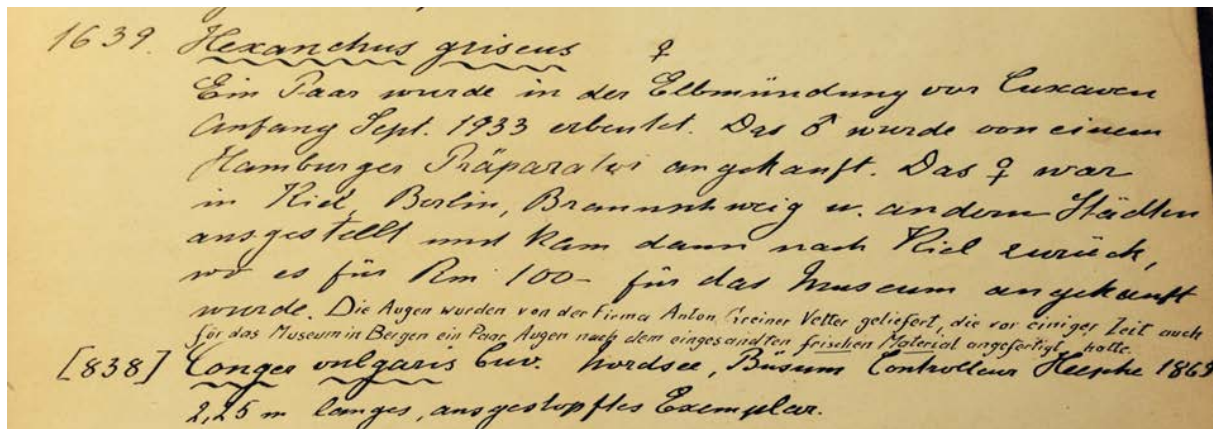 1639. Hexanchus griseus ♀
Ein Paar wurde in der Elbmündung vor Cuxaven
Anfang Sept. 1933 erbeutet. Das ♂ wurde von einem
Hamburger Präparator angekauft. Das ♀ war
in Kiel, Berlin, Braunschweig u. andern Städten
ausgestellt und kam dann nach Kiel zurück,
wo es für Rm 100- für das Museum angekauft
wurde. Die Augen wurden von der Firma Anton Greiner Vetter geliefert, die vor einiger Zeit auch
für das Museum in Bergen ein Paar Augen nach dem eingesandten frischen Material angefertigt hatte.
[838] Conger vulgaris Cuv. Nordsee, Büsum Controlleur 1869
2,25 m langes, ausgestopftes Exemplar.